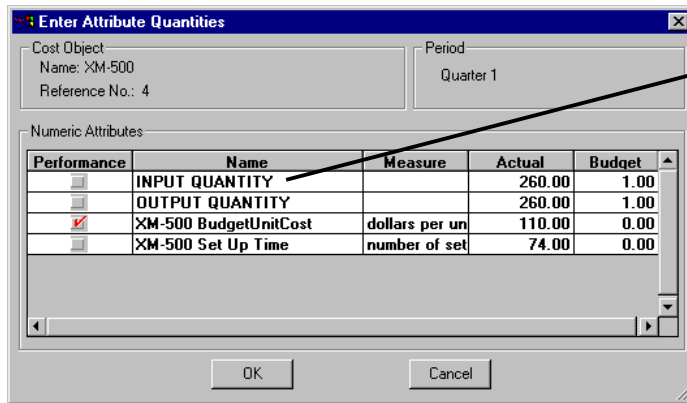 Enter Attribute Quantities
Cost Object
Name: XM-500
Reference No.: 4
Period
Quarter 1
Numeric Attributes
Performance Name Measure Actual Budget
INPUT QUANTITY 260.00 1.00
OUTPUT QUANTITY 260.00 1.00
XM-500 BudgetUnitCost dollars per un 110.00 0.00
XM-500 Set Up Time number of set 74.00 0.00
OK Cancel